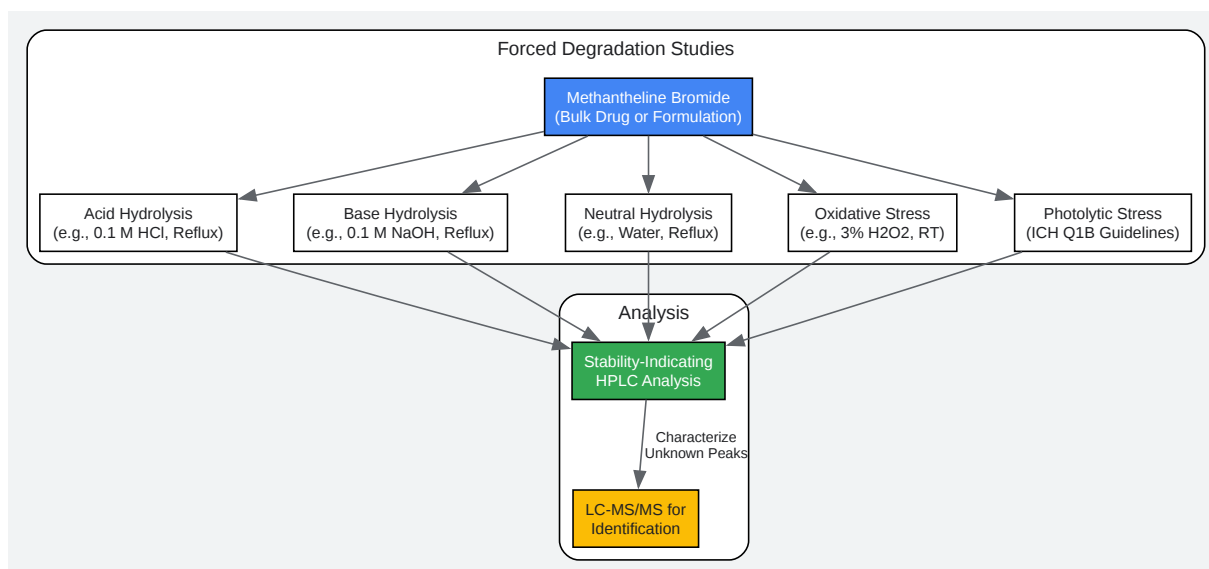 Forced Degradation Studies
Methantheline Bromide
(Bulk Drug or Formulation)
Acid Hydrolysis
(e.g., 0.1 M HCl, Reflux)
Base Hydrolysis
(e.g., 0.1 M NaOH, Reflux)
Neutral Hydrolysis
(e.g., Water, Reflux)
Oxidative Stress
(e.g., 3% H2O2, RT)
Photolytic Stress
(ICH Q1B Guidelines)
Analysis
Stability-Indicating
HPLC Analysis
Characterize
Unknown Peaks
LC-MS/MS for
Identification